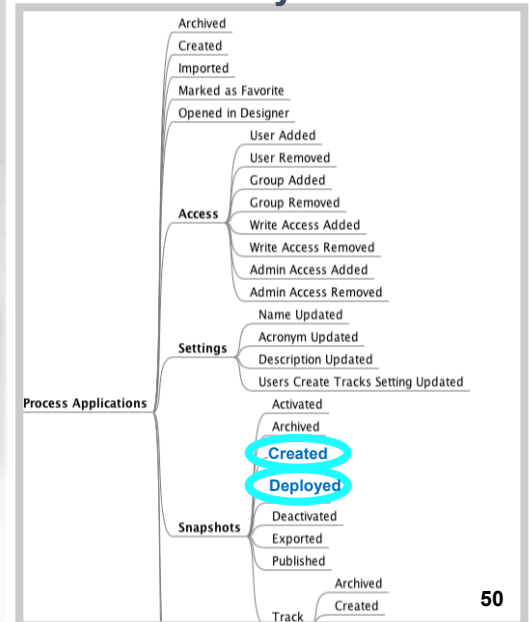 Archived
Created
Imported
Marked as Favorite
Opened in Designer
User Added
User Removed
Group Added
Group Removed
Access
Write Access Added
Write Access Removed
Admin Access Added
Admin Access Removed
Name Updated
Acronym Updated
Settings
Description Updated
Users Create Tracks Setting Updated
Process Applications
Activated
Archived
Created
Deployed
Deactivated
Snapshots
Exported
Published
Archived
Created
Track
50